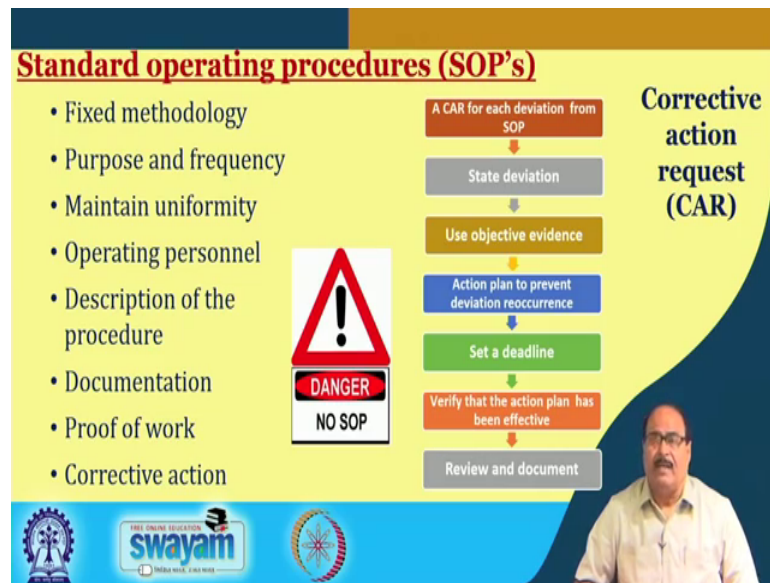 Standard operating procedures (SOP's)
• Fixed methodology
• Purpose and frequency
• Maintain uniformity
• Operating personnel
• Description of the
procedure
• Documentation
• Proof of work
• Corrective action
DANGER
NO SOP
A CAR for each deviation from
SOP
State deviation
Use objective evidence
Action plan to prevent
deviation reoccurrence
Set a deadline
Verify that the action plan has
been effective
Review and document
Corrective
action
request
(CAR)
FREE ONLINE EDUCATION
swayam